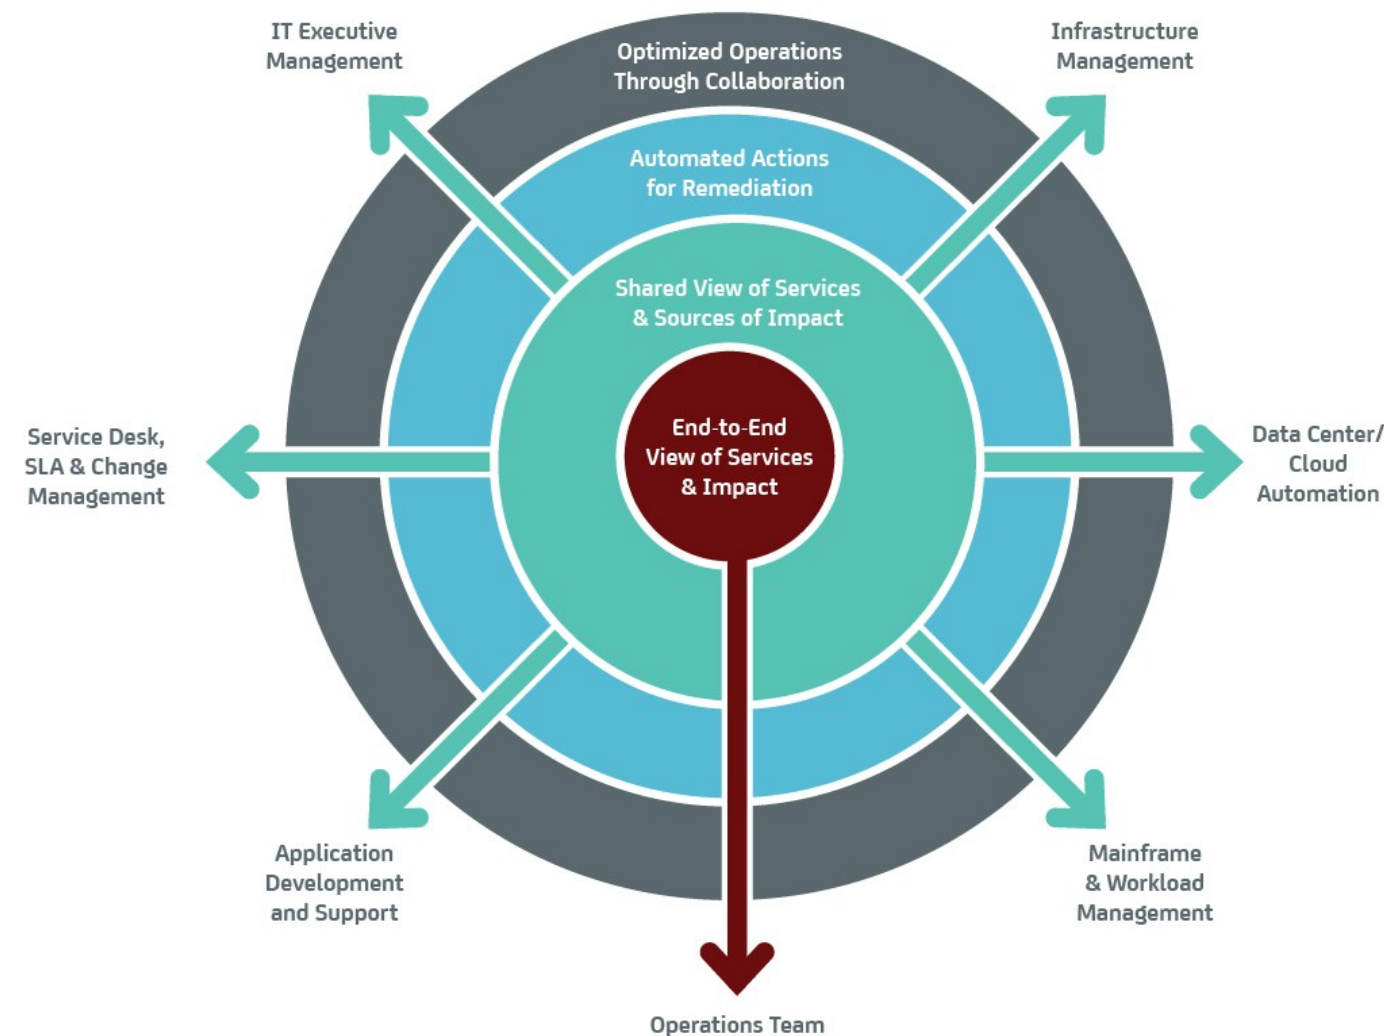 IT Executive
Management
Optimized Operations
Through Collaboration
Infrastructure
Management
Automated Actions
for Remediation
Shared View of Services
& Sources of Impact
End-to-End
View of Services
& Impact
Service Desk,
SLA & Change
Management
Data Center/
Cloud
Automation
Application
Development
and Support
Mainframe
& Workload
Management
Operations Team